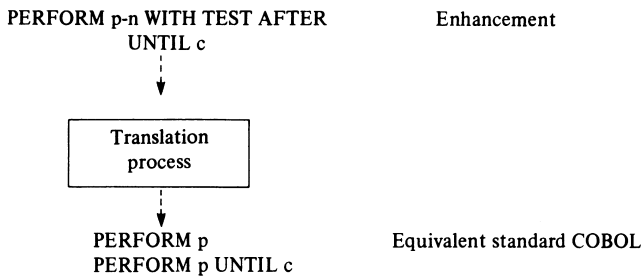 PERFORM p-n WITH TEST AFTER Enhancement
UNTIL c
Translation
process
PERFORM p Equivalent standard COBOL
PERFORM p UNTIL c